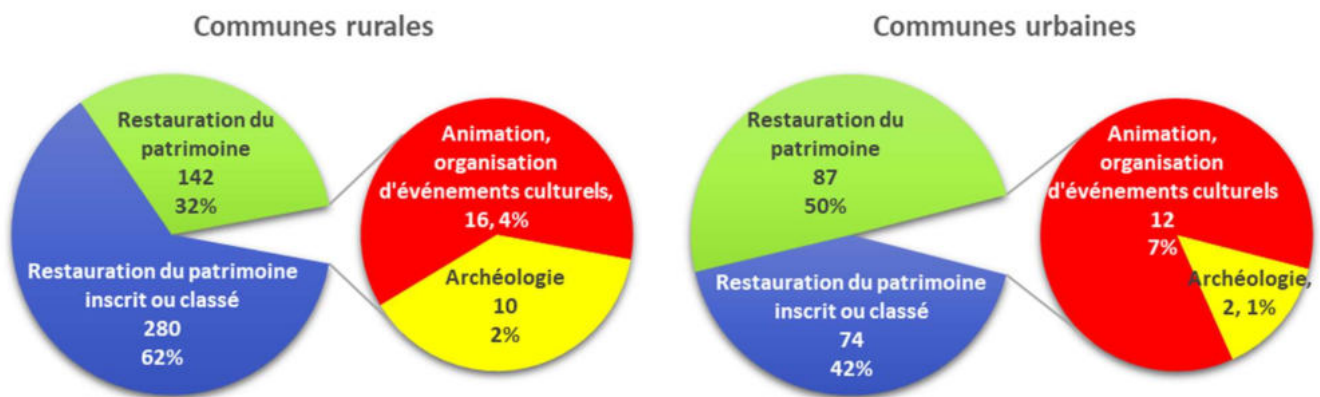 Communes rurales
Restauration du
patrimoine
142
32%
Restauration du patrimoine
inscrit ou classé
280
62%
Animation,
organisation
d'événements culturels,
16, 4%
Archéologie
10
2%
Communes urbaines
Restauration du
patrimoine
87
50%
Restauration du patrimoine
inscrit ou classé
74
42%
Animation,
organisation
d'événements culturels
12
7%
Archéologie,
2, 1%